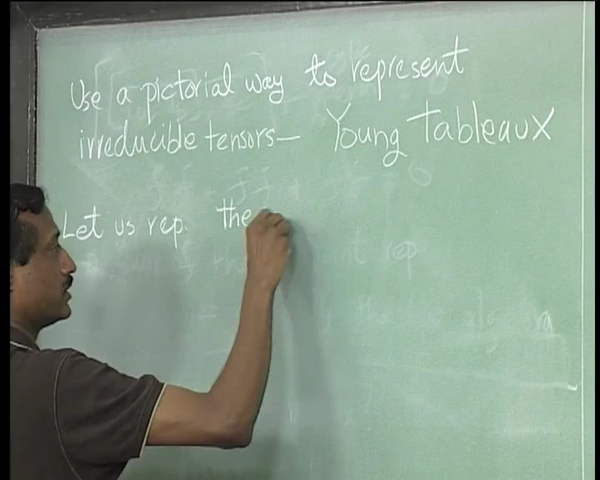 Use a pictorial way to represent
irreducible tensors— Young Tableaux
Let us rep. the